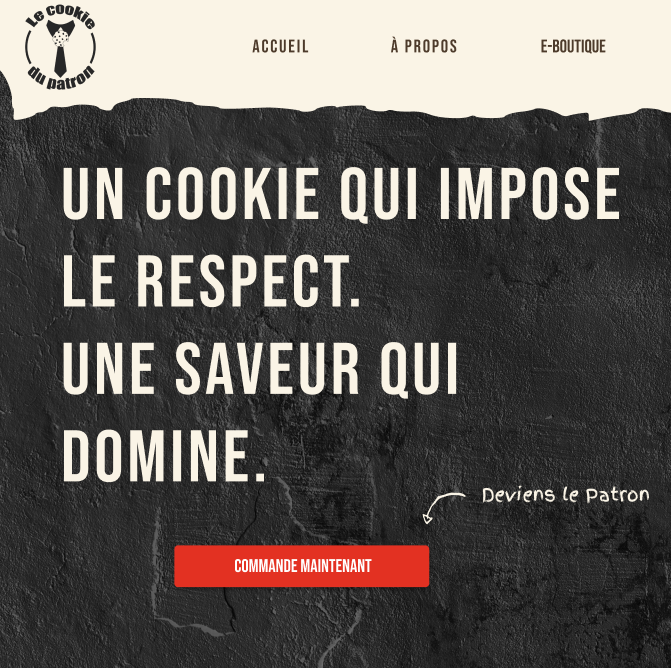 Le cookie
du patron
ACCUEIL
À PROPOS
E-BOUTIQUE
UN COOKIE QUI IMPOSE
LE RESPECT.
UNE SAVEUR QUI
DOMINE.
Deviens le Patron
COMMANDE MAINTENANT